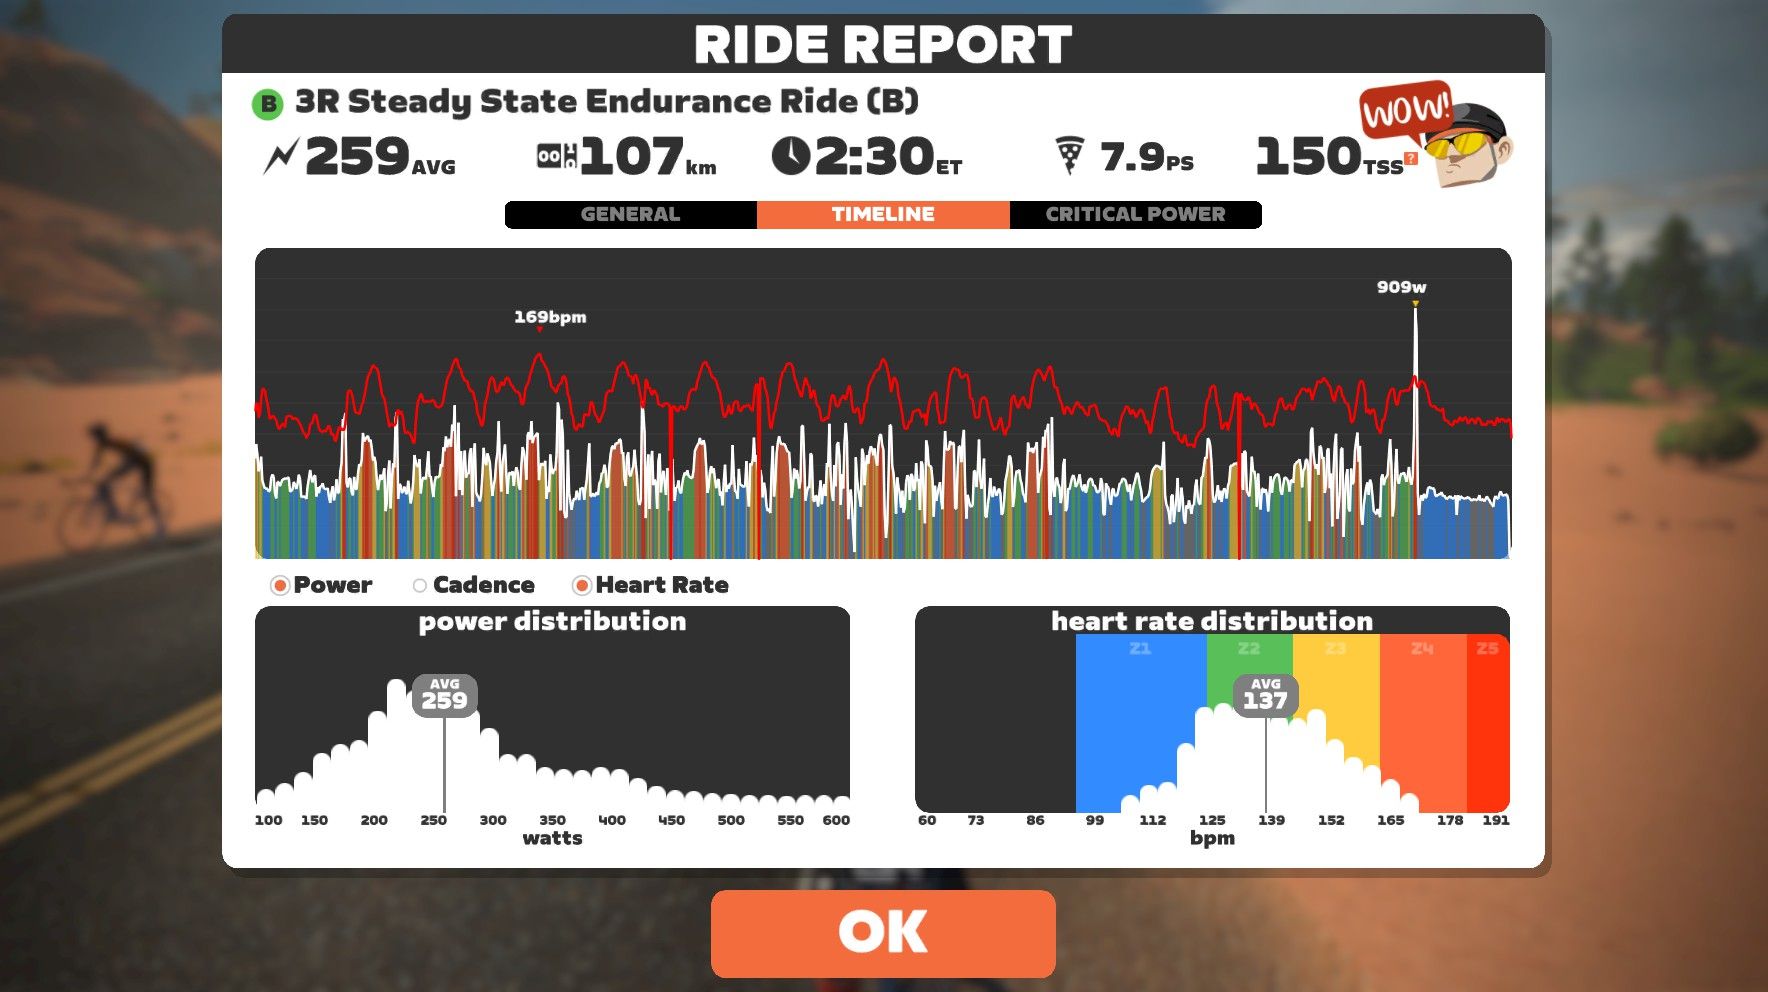 RIDE REPORT
B 3R Steady State Endurance Ride (B)
WOW!
259AVG 107km 2:30ET 7.9PS 150TSS?
GENERAL TIMELINE CRITICAL POWER
909w
169bpm
Power Cadence Heart Rate
power distribution
AVG
259
100 150 200 250 300 350 400 450 500 550 600
watts
heart rate distribution
Z1 Z2 Z3 Z4 Z5
AVG
137
60 73 86 99 112 125 139 152 165 178 191
bpm
OK